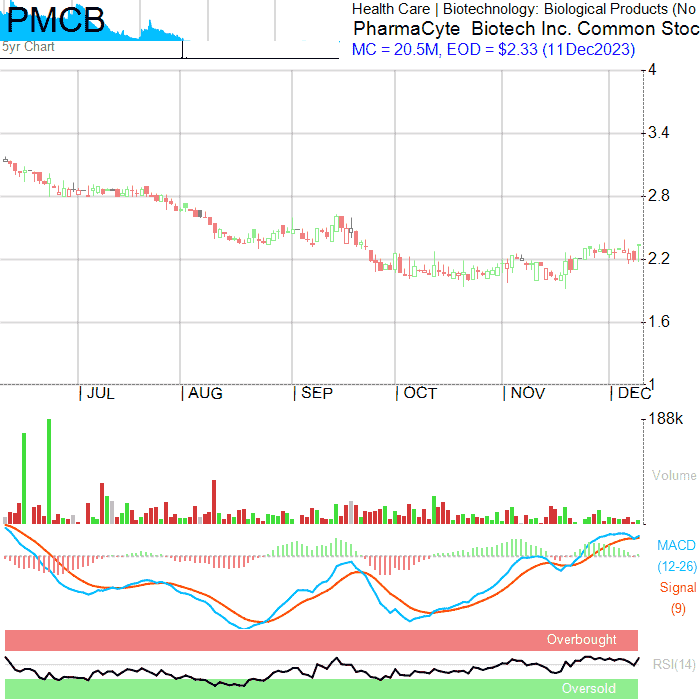 PMCB
5yr Chart
Health Care | Biotechnology: Biological Products (No
PharmaCyte Biotech Inc. Common Stoc
MC = 20.5M, EOD = $2.33 (11Dec2023)
4
3.4
2.8
2.2
1.6
1
| JUL | AUG | SEP | OCT | NOV | DEC
188k
Volume
MACD
(12-26)
Signal
(9)
Overbought
RSI(14)
Oversold